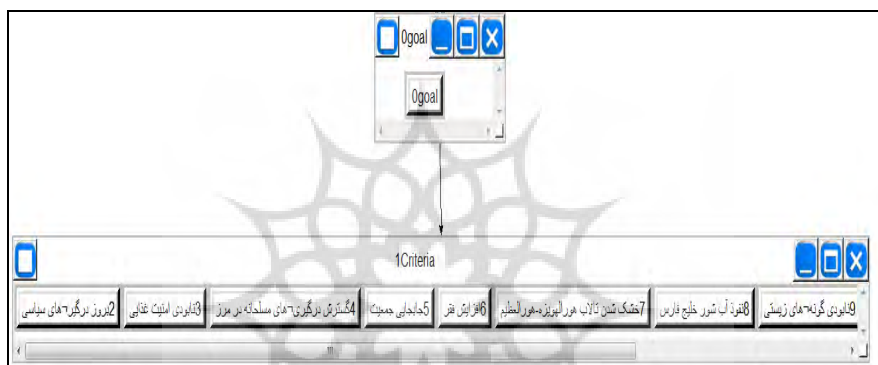 0goal
0goal
1Criteria
2بروز درگیر¬های سیاسی
3نابودی امنیت غذایی
4گسترش درگیری¬های مسلحانه در مرز
5جابجایی جمعیت
6افزایش فقر
7خشک شدن تالاب هورالهویزه-هورالعظیم
8نفوذ آب شور خلیج فارس
9نابودی گونه¬های زیستی